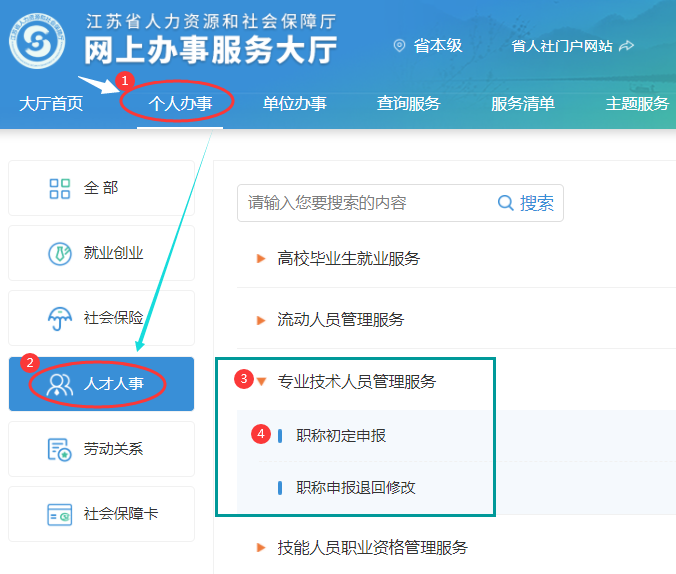 江苏省人力资源和社会保障厅
网上办事服务大厅
省本级
省人社门户网站
1
大厅首页 个人办事 单位办事 查询服务 服务清单 主题服务
全 部
就业创业
社会保险
2
人才人事
劳动关系
社会保障卡
请输入您要搜索的内容 搜索
高校毕业生就业服务
流动人员管理服务
3 专业技术人员管理服务
4 职称初定申报
职称申报退回修改
技能人员职业资格管理服务